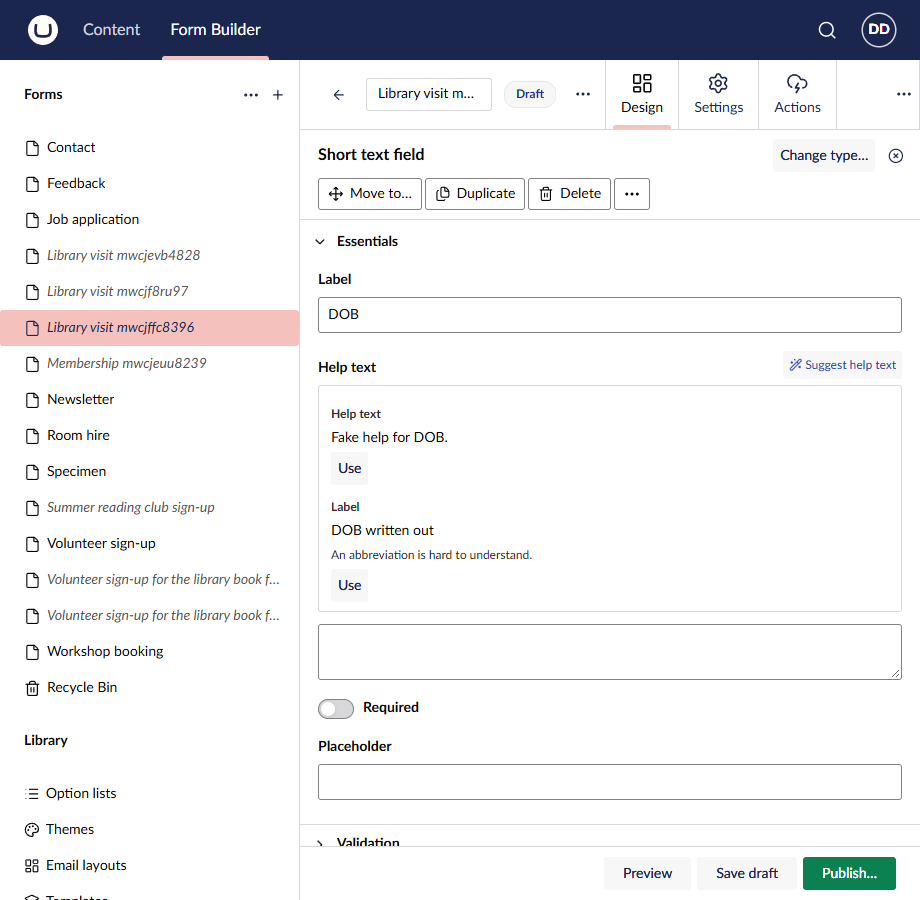 Content
Form Builder
DD
Forms
Contact
Feedback
Job application
Library visit mwcjevb4828
Library visit mwcjf8ru97
Library visit mwcjffc8396
Membership mwcjeuu8239
Newsletter
Room hire
Specimen
Summer reading club sign-up
Volunteer sign-up
Volunteer sign-up for the library book f...
Volunteer sign-up for the library book f...
Workshop booking
Recycle Bin
Library
Option lists
Themes
Email layouts
Templates
Library visit m...
Draft
Design
Settings
Actions
Short text field
Change type...
Move to...
Duplicate
Delete
Essentials
Label
DOB
Help text
Suggest help text
Help text
Fake help for DOB.
Use
Label
DOB written out
An abbreviation is hard to understand.
Use
Required
Placeholder
Validation
Preview
Save draft
Publish...